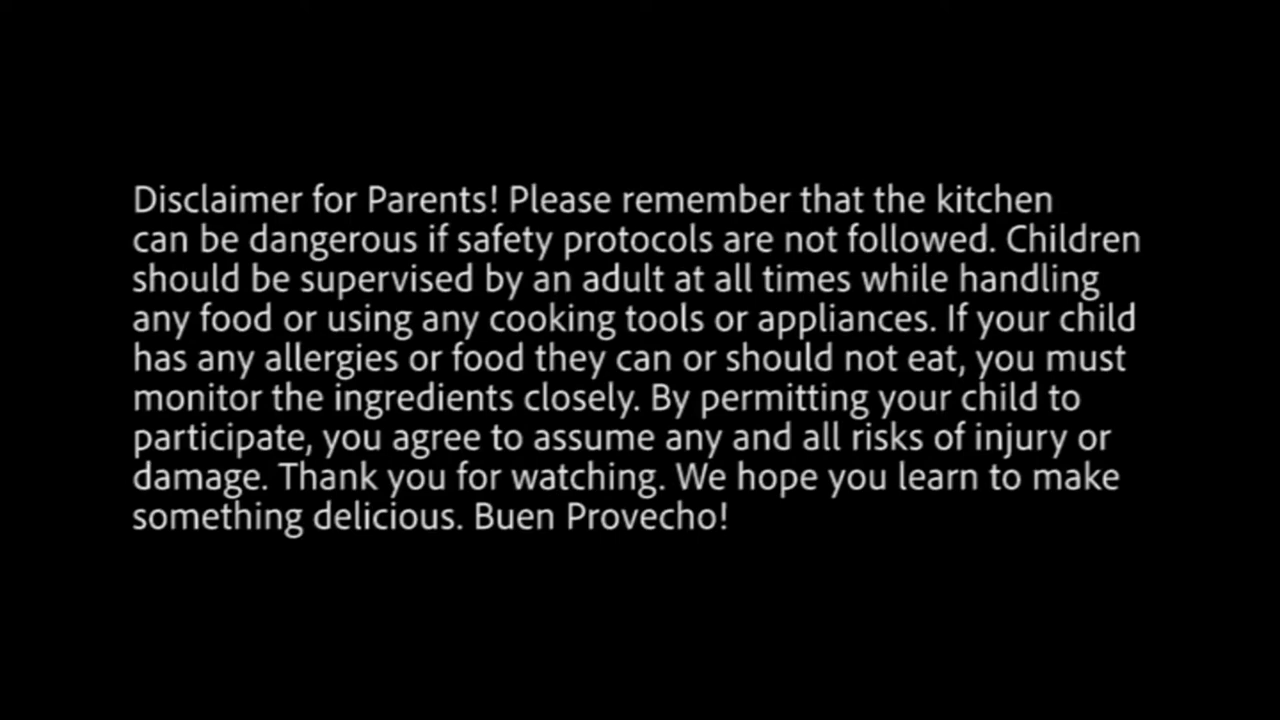 Disclaimer for Parents! Please remember that the kitchen
can be dangerous if safety protocols are not followed. Children
should be supervised by an adult at all times while handling
any food or using any cooking tools or appliances. If your child
has any allergies or food they can or should not eat, you must
monitor the ingredients closely. By permitting your child to
participate, you agree to assume any and all risks of injury or
damage. Thank you for watching. We hope you learn to make
something delicious. Buen Provecho!